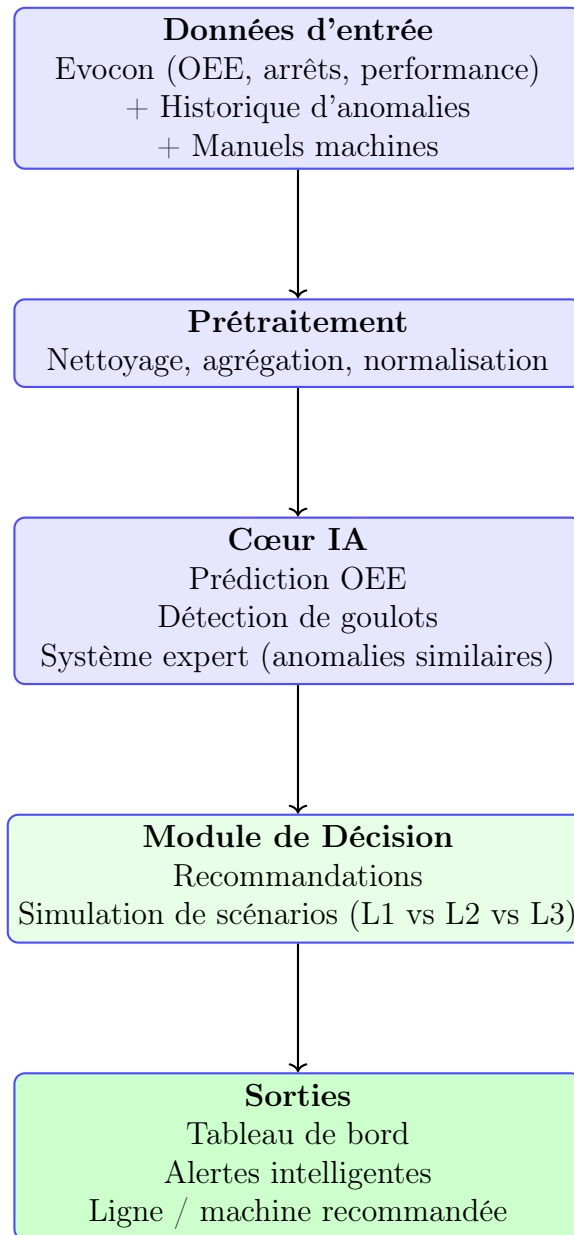 Données d'entrée
Evocon (OEE, arrêts, performance)
+ Historique d'anomalies
+ Manuels machines
Prétraitement
Nettoyage, agrégation, normalisation
Cœur IA
Prédiction OEE
Détection de goulots
Système expert (anomalies similaires)
Module de Décision
Recommandations
Simulation de scénarios (L1 vs L2 vs L3)
Sorties
Tableau de bord
Alertes intelligentes
Ligne / machine recommandée